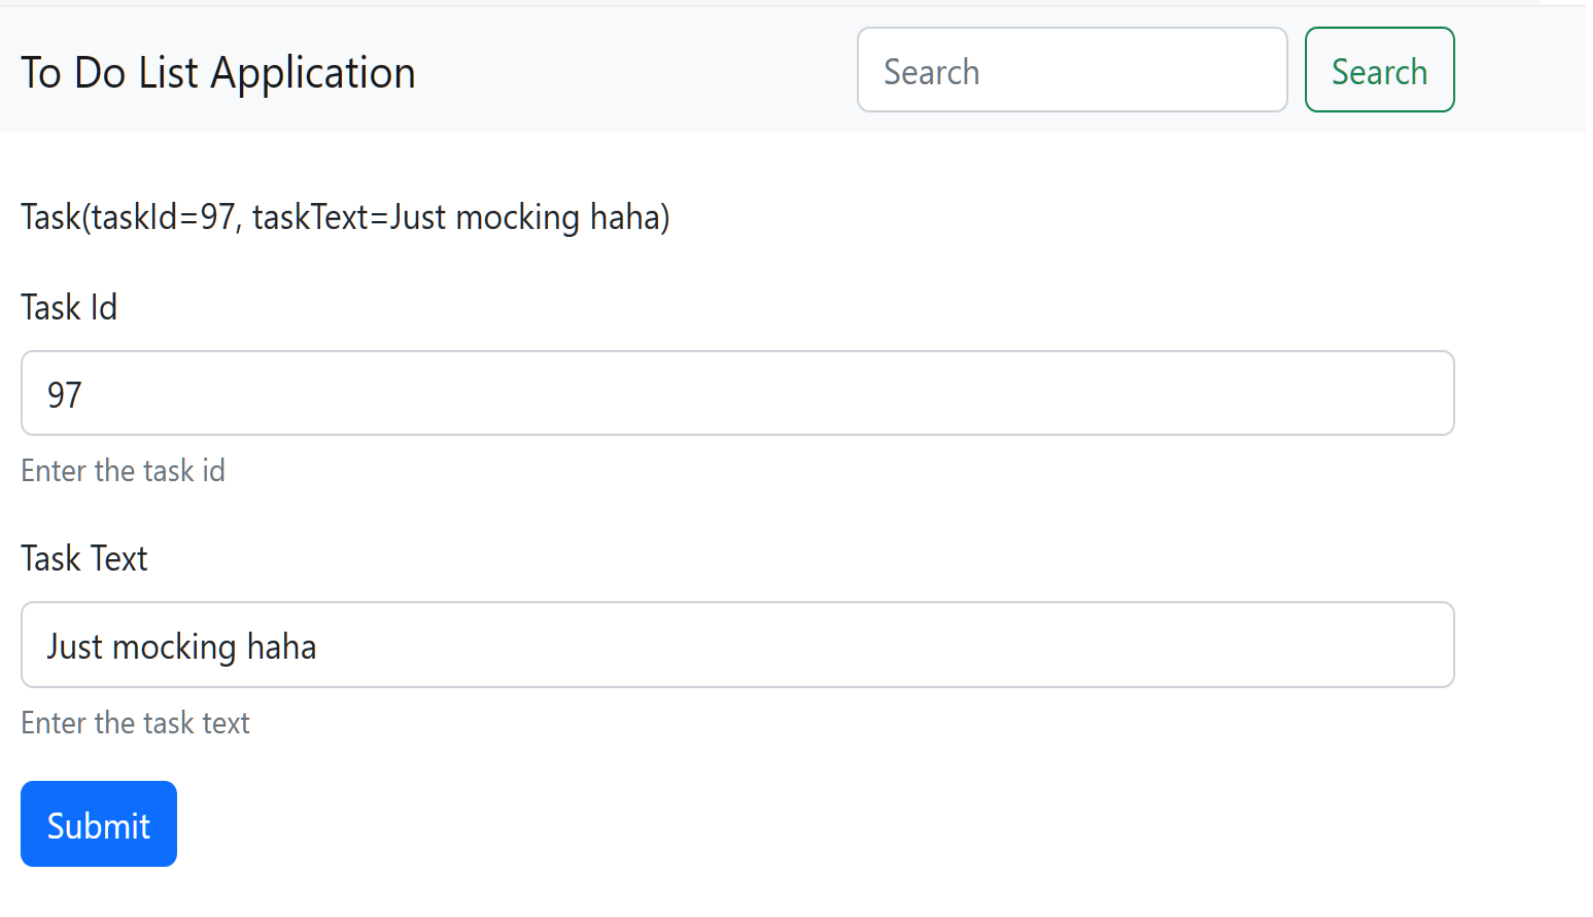 To Do List Application
Search
Search
Task(taskId=97, taskText=Just mocking haha)
Task Id
97
Enter the task id
Task Text
Just mocking haha
Enter the task text
Submit